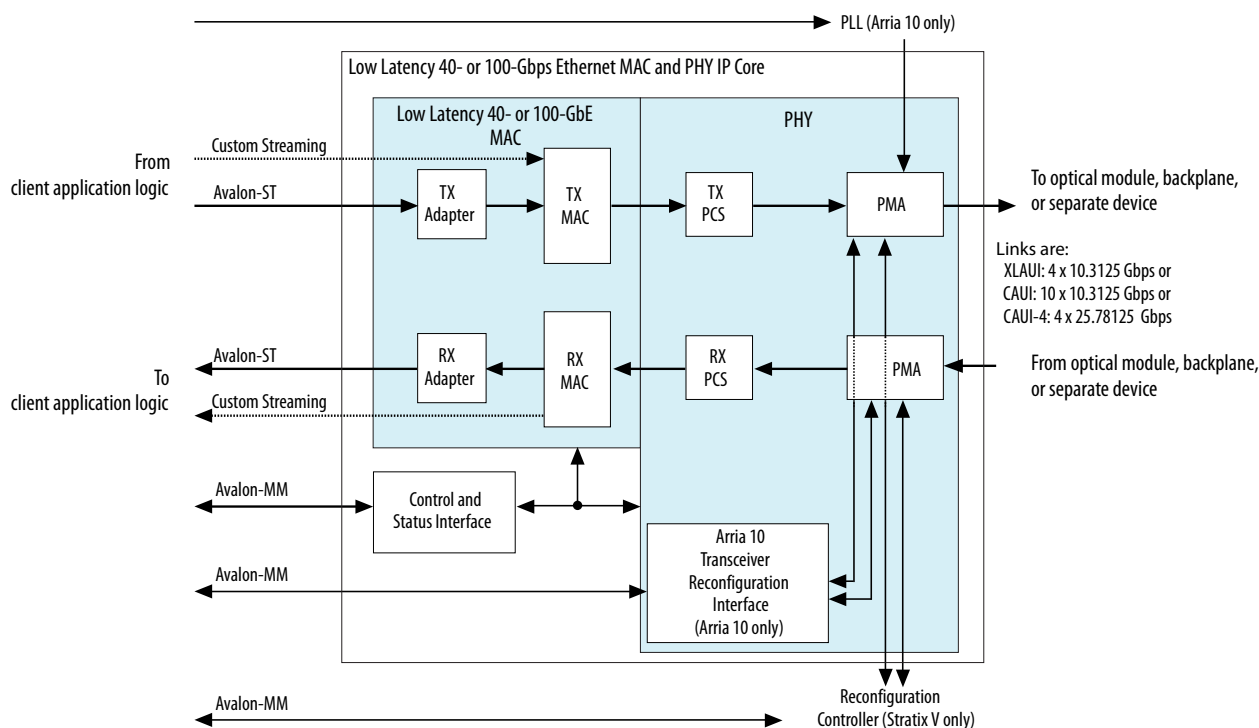 PLL (Arria 10 only)
Low Latency 40- or 100-Gbps Ethernet MAC and PHY IP Core
Low Latency 40- or 100-GbE
MAC
PHY
From
client application logic
Custom Streaming
Avalon-ST
TX
Adapter
TX
MAC
TX
PCS
PMA
To optical module, backplane,
or separate device
Links are:
XLAUI: 4 x 10.3125 Gbps or
CAUI: 10 x 10.3125 Gbps or
CAUI-4: 4 x 25.78125 Gbps
To
client application logic
Avalon-ST
Custom Streaming
RX
Adapter
RX
MAC
RX
PCS
PMA
From optical module, backplane,
or separate device
Avalon-MM
Control and
Status Interface
Avalon-MM
Arria 10
Transceiver
Reconfiguration
Interface
(Arria 10 only)
Avalon-MM
Reconfiguration
Controller (Stratix V only)